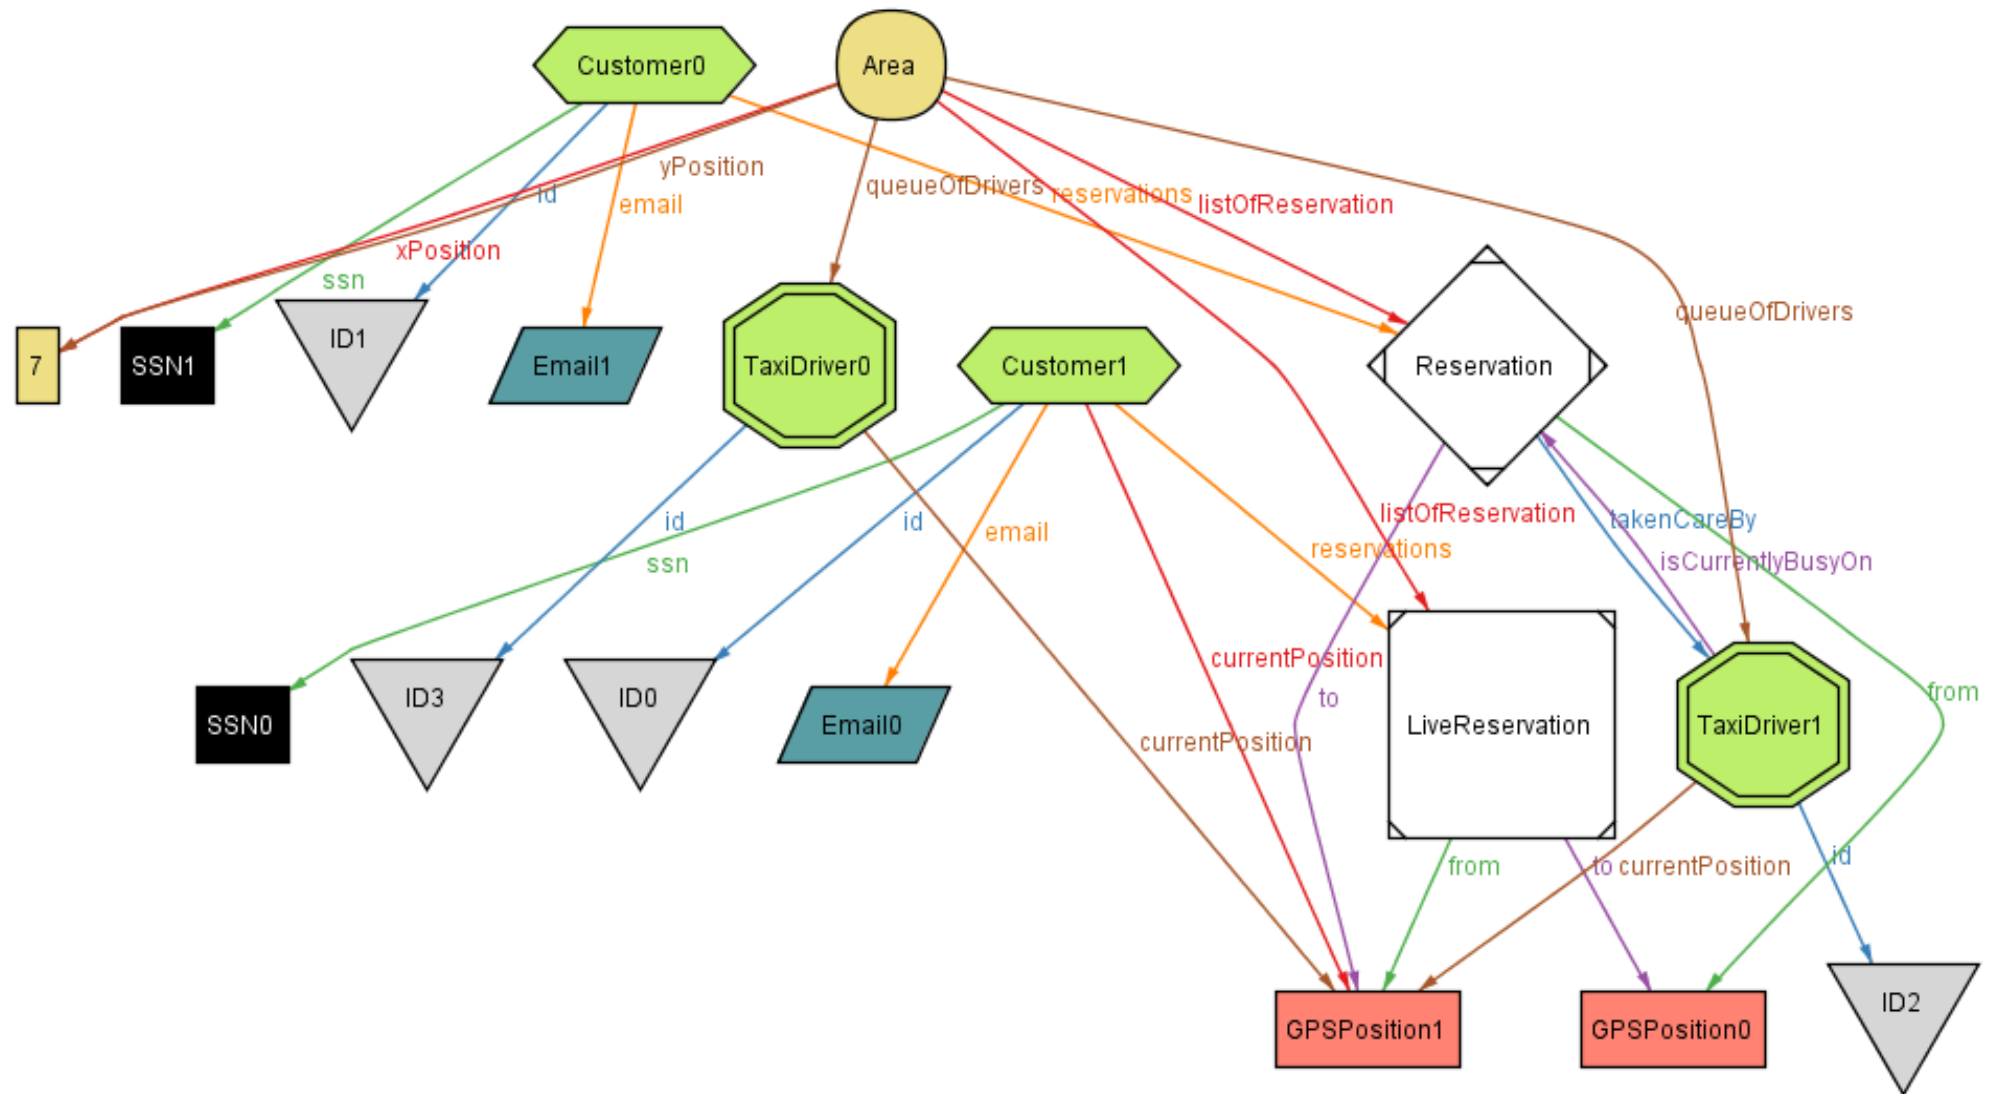 Customer0
Area
yPosition
id
email
queueOfDrivers
reservations
listOfReservation
xPosition
ssn
queueOfDrivers
7
SSN1
ID1
Email1
TaxiDriver0
Customer1
Reservation
id
ssn
id
email
listOfReservation
reservations
takenCareBy
isCurrentlyBusyOn
currentPosition
to
from
SSN0
ID3
ID0
Email0
currentPosition
LiveReservation
TaxiDriver1
from
to
currentPosition
id
GPSPosition1
GPSPosition0
ID2